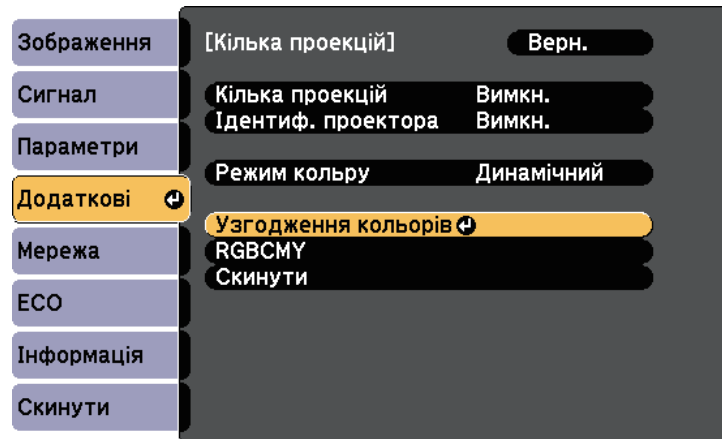 Зображення
Сигнал
Параметри
Додаткові
Мережа
ECO
Інформація
Скинути
[Кілька проекцій] Верн.
Кілька проекцій Вимкн.
Ідентиф. проектора Вимкн.
Режим кольру Динамічний
Узгодження кольорів
RGBCMY
Скинути